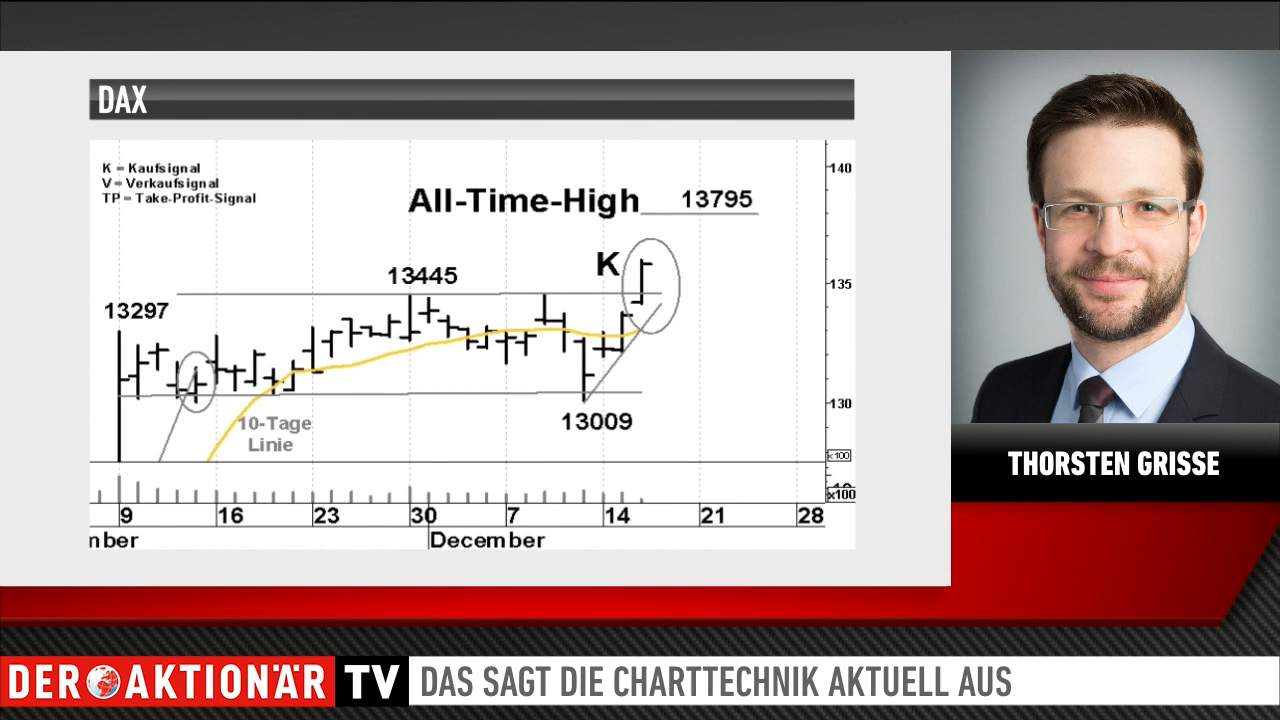 DAX
K = Kaufsignal
V = Verkaufsignal
TP = Take-Profit-Signal
All-Time-High 13795
K
13445
13297
13009
10-Tage
Linie
140
135
130
x100
x100
9 16 23 30 7 14 21 28
December
THORSTEN GRISSE
DER AKTIONÄR TV
DAS SAGT DIE CHARTTECHNIK AKTUELL AUS